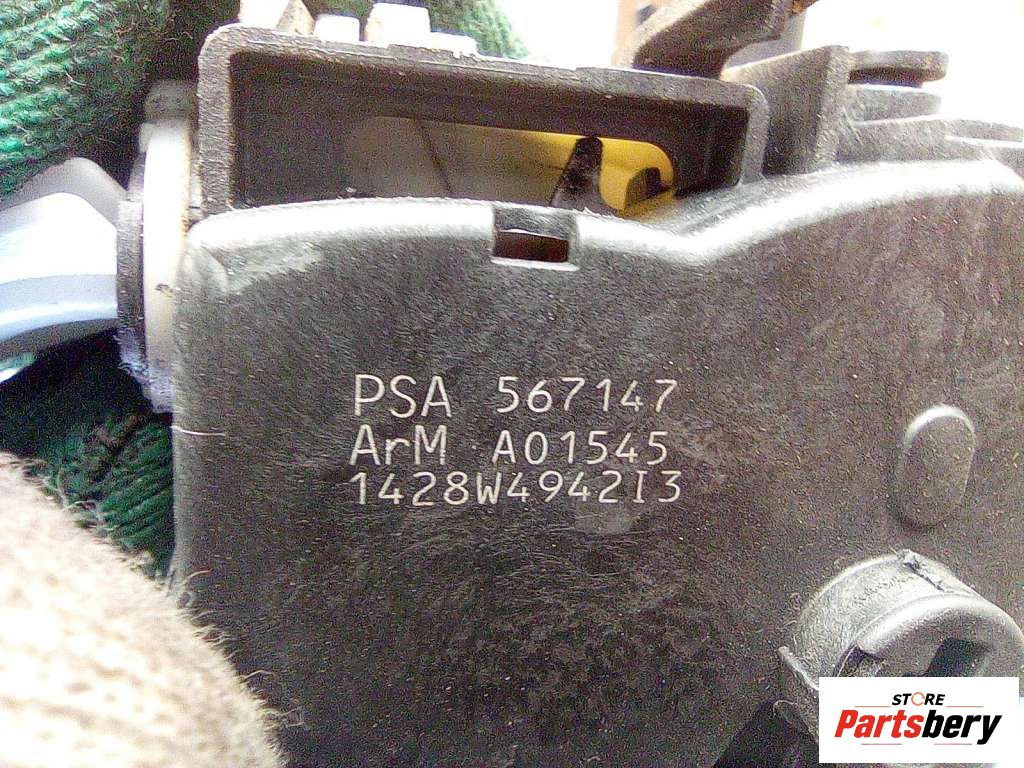 PSA 567147
ArM A01545
1428W4942I3
STORE
Partsbery